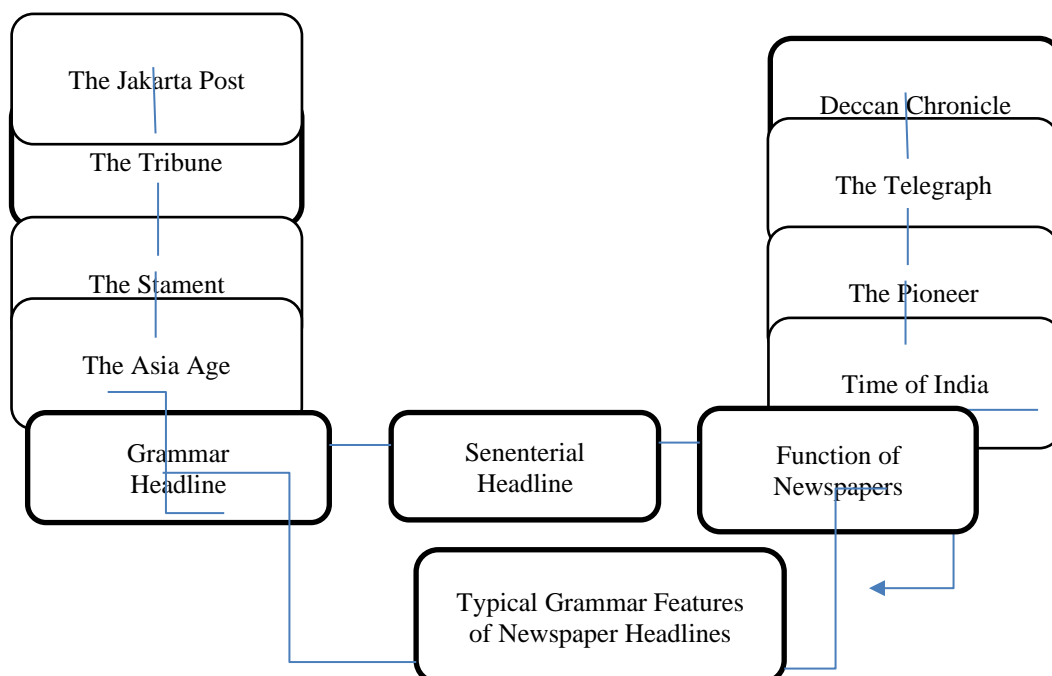 The Jakarta Post
The Tribune
The Stament
The Asia Age
Deccan Chronicle
The Telegraph
The Pioneer
Time of India
Grammar
Headline
Senenterial
Headline
Function of
Newspapers
Typical Grammar Features
of Newspaper Headlines